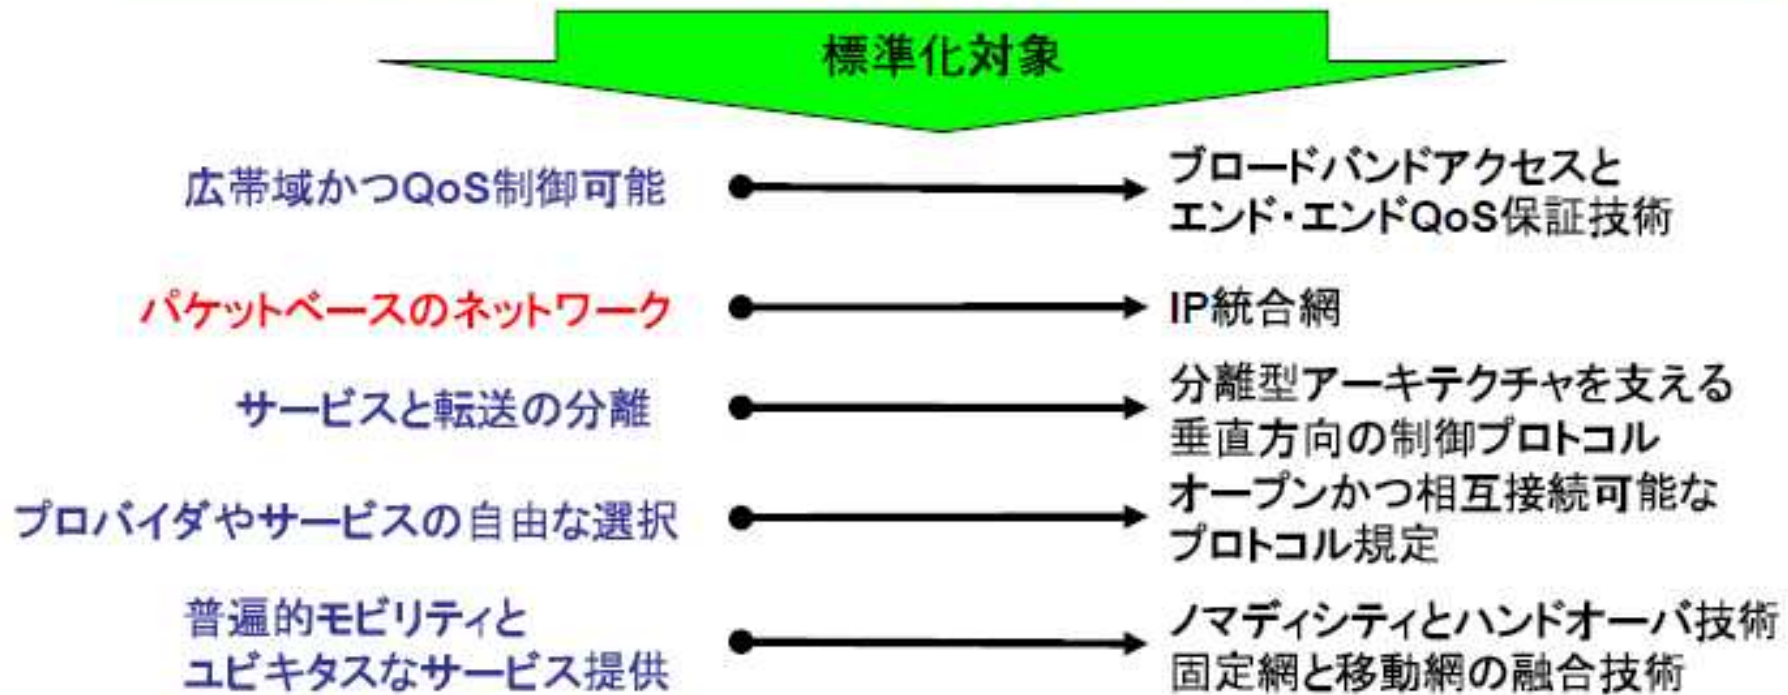 標準化対象
広帯域かつQoS制御可能
ブロードバンドアクセスと
エンド・エンドQoS保証技術
パケットベースのネットワーク
IP統合網
サービスと転送の分離
分離型アーキテクチャを支える
垂直方向の制御プロトコル
プロバイダやサービスの自由な選択
オープンかつ相互接続可能な
プロトコル規定
普遍的モビリティと
ユビキタスなサービス提供
ノマディシティとハンドオーバ技術
固定網と移動網の融合技術